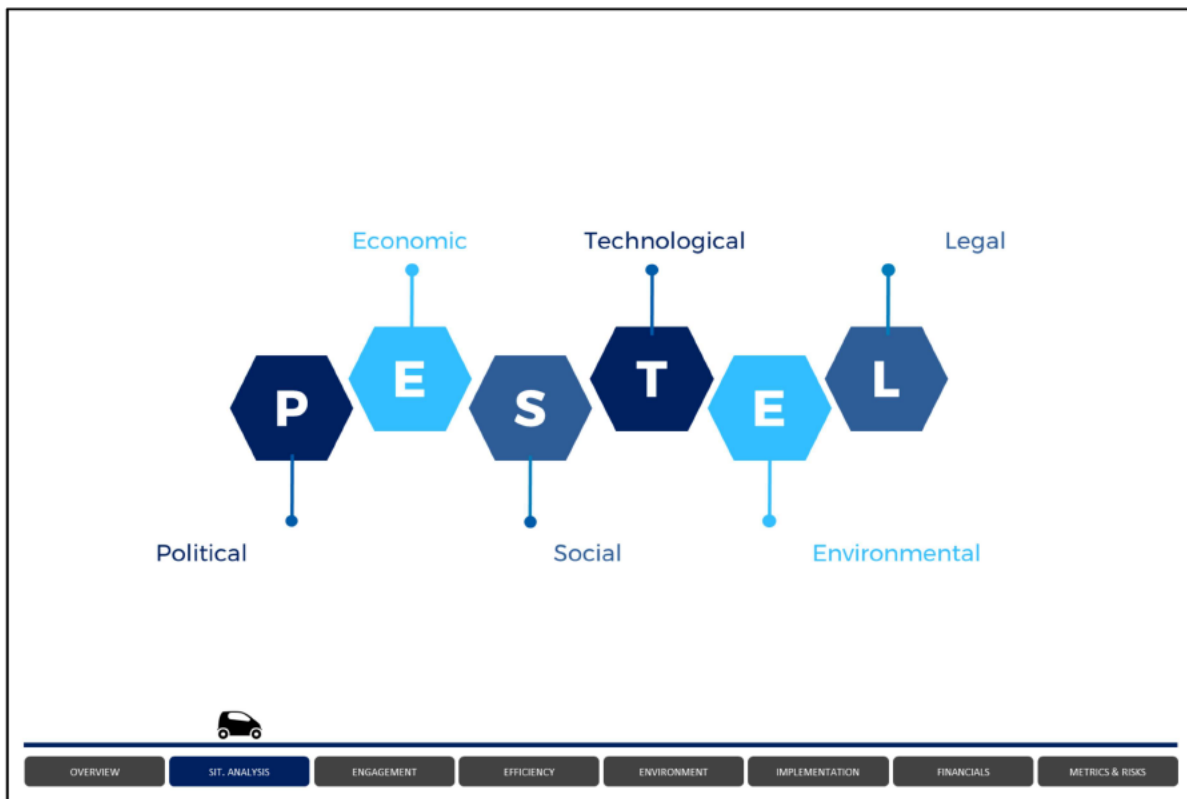 Economic Technological Legal
P E S T E L
Political Social Environmental
OVERVIEW SIT. ANALYSIS ENGAGEMENT EFFICIENCY ENVIRONMENT IMPLEMENTATION FINANCIALS METRICS & RISKS